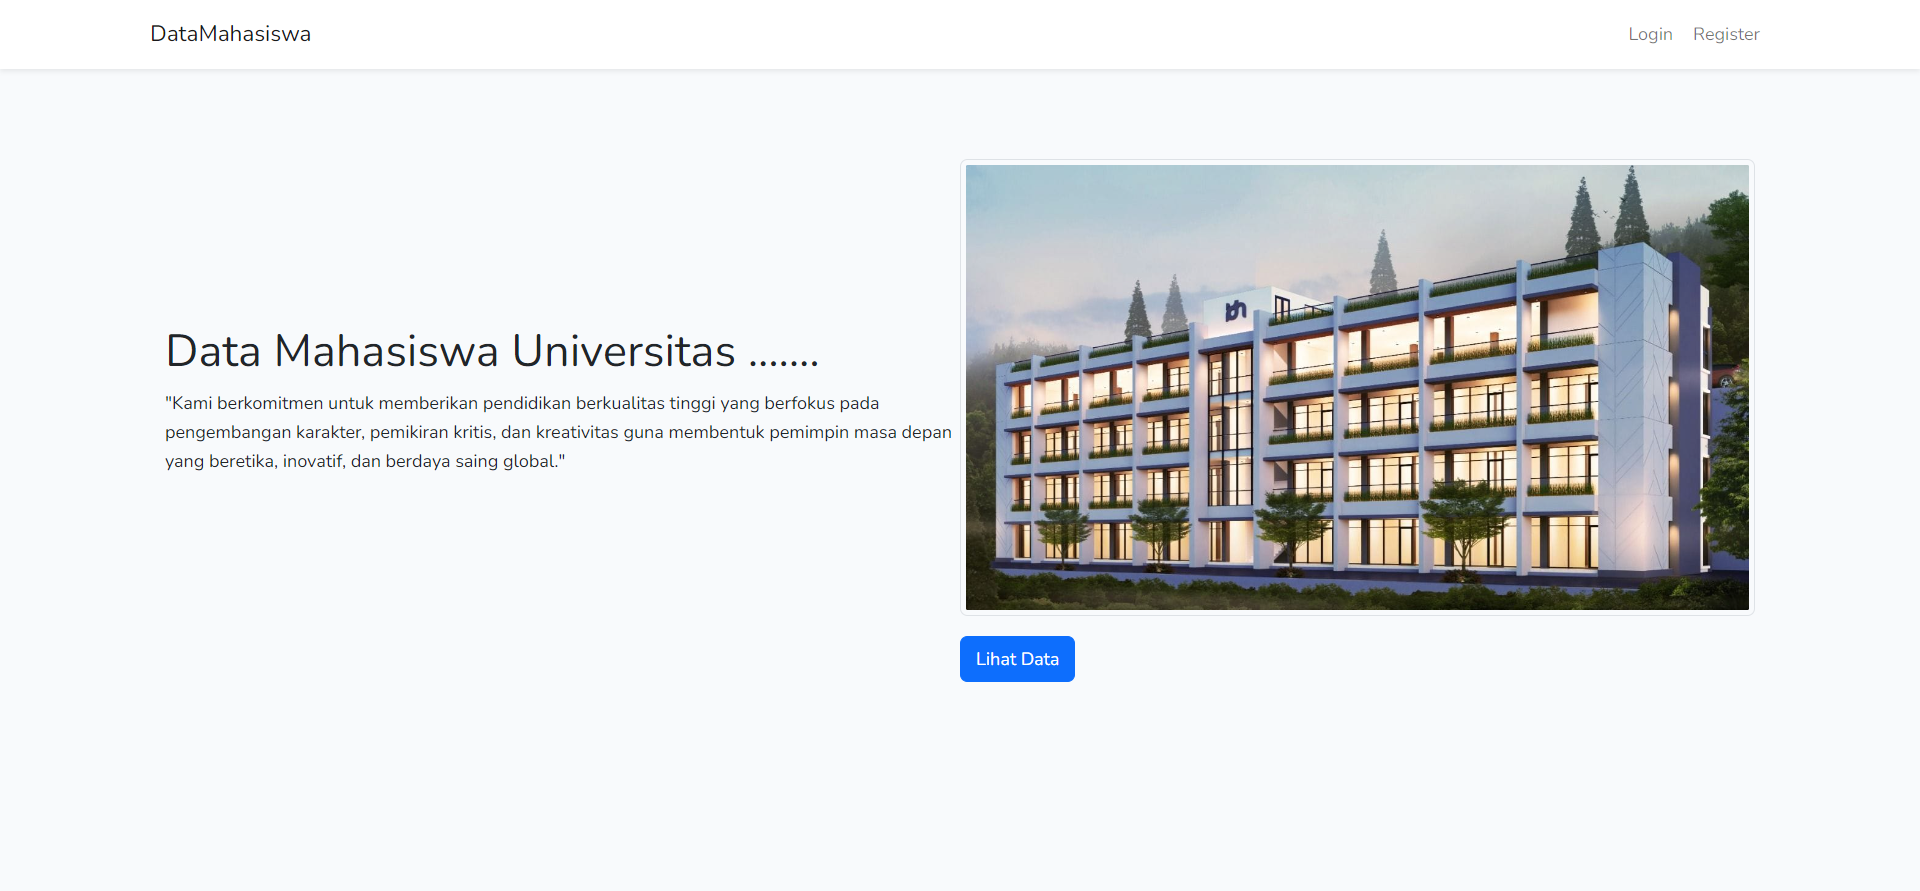 DataMahasiswa
Login
Register
Data Mahasiswa Universitas .......
"Kami berkomitmen untuk memberikan pendidikan berkualitas tinggi yang berfokus pada
pengembangan karakter, pemikiran kritis, dan kreativitas guna membentuk pemimpin masa depan
yang beretika, inovatif, dan berdaya saing global."
Lihat Data